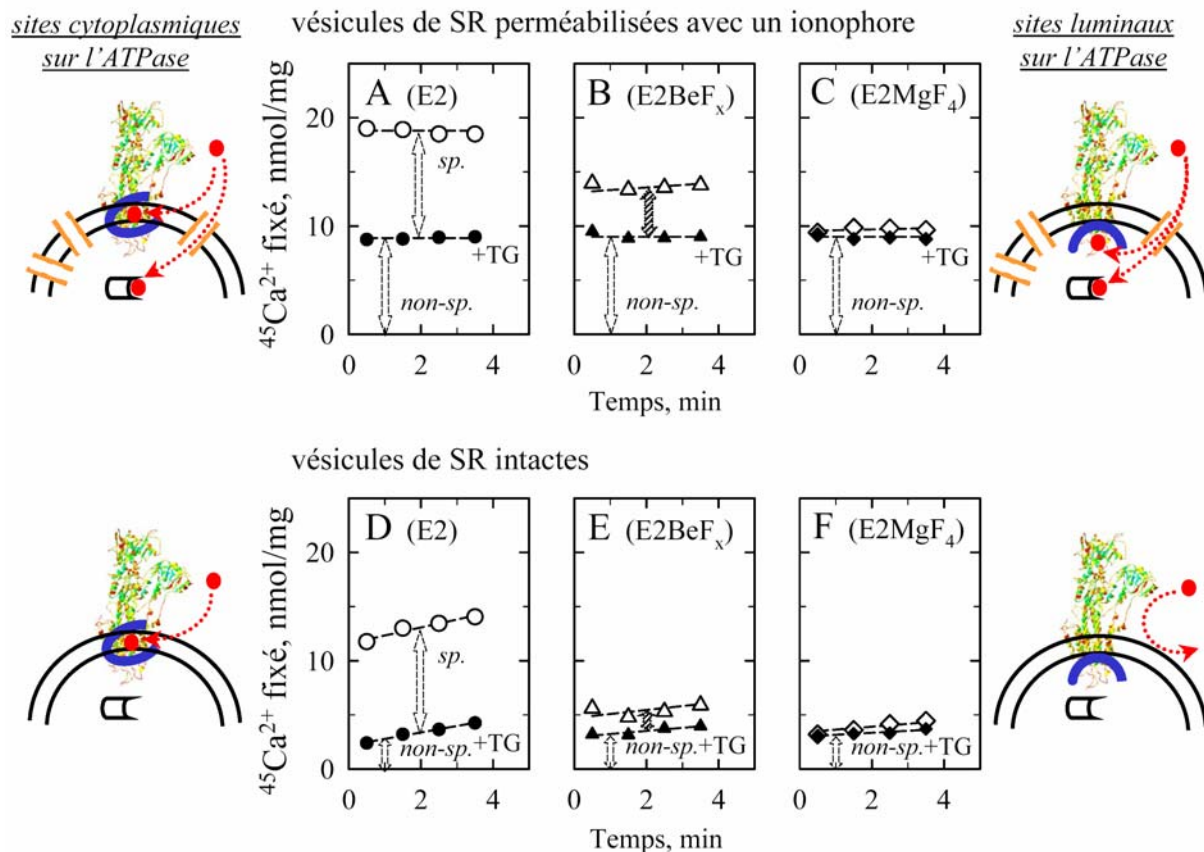 sites cytoplasmiques
sur l'ATPase
vésicules de SR perméabilisées avec un ionophore
sites luminaux
sur l'ATPase
⁴⁵Ca²⁺ fixé, nmol/mg
20
10
0
A (E2)
sp.
+TG
non-sp.
B (E2BeFₓ)
+TG
non-sp.
C (E2MgF₄)
+TG
non-sp.
0 2 4
0 2 4
0 2 4
Temps, min
vésicules de SR intactes
⁴⁵Ca²⁺ fixé, nmol/mg
20
10
0
D (E2)
sp.
non-sp.+TG
E (E2BeFₓ)
non-sp.+TG
F (E2MgF₄)
non-sp.+TG
0 2 4
0 2 4
0 2 4
Temps, min